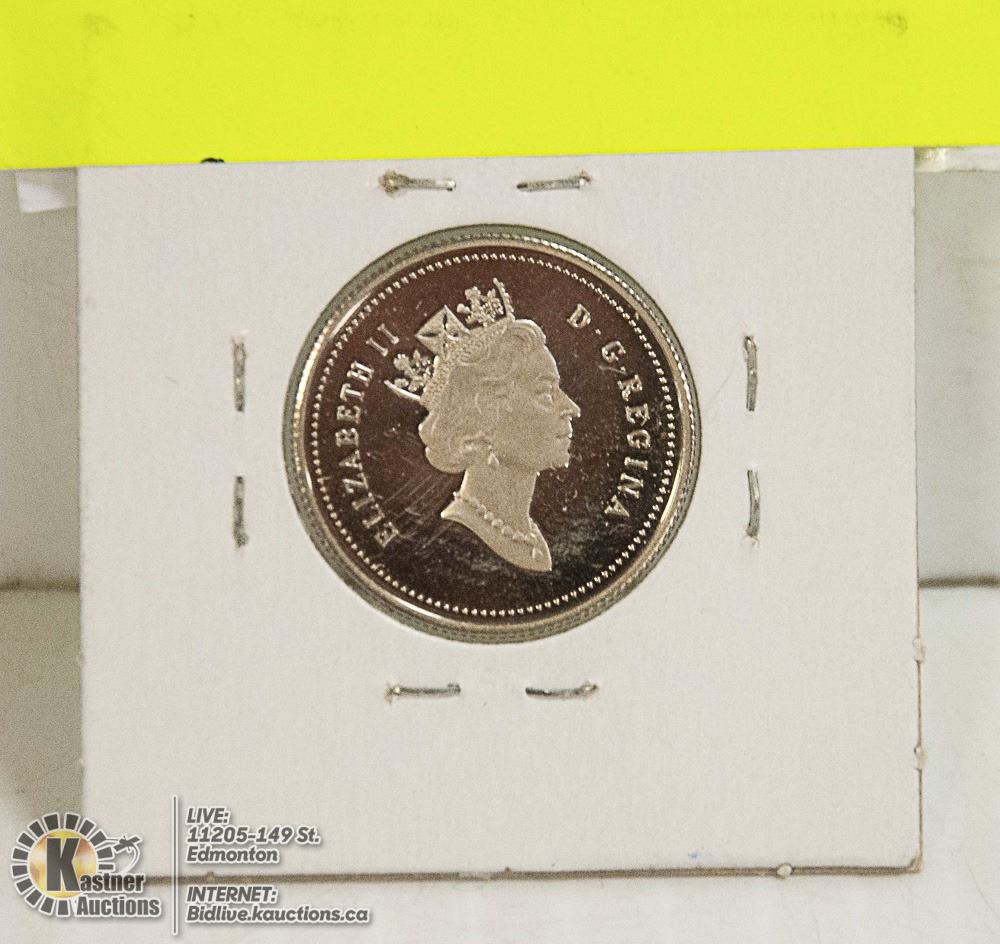 ELIZABETH II D · G · REGINA
Kastner
Auctions
LIVE:
11205-149 St.
Edmonton
INTERNET:
Bidlive.kauctions.ca